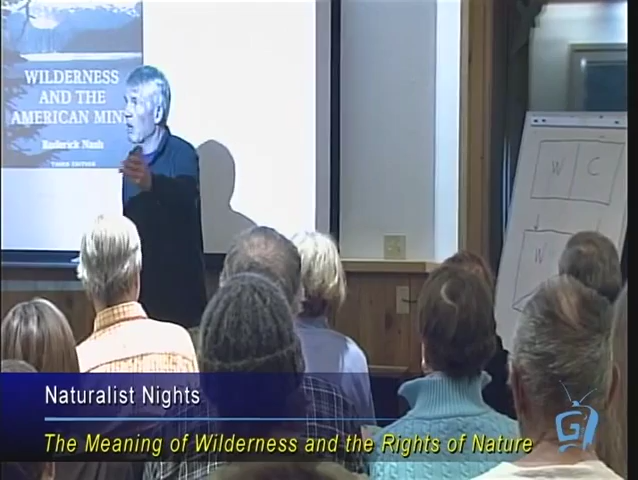 WILDERNESS
AND THE
AMERICAN MIN
Roderick Nash
THIRD EDITION
W C
W
Naturalist Nights
The Meaning of Wilderness and the Rights of Nature
G